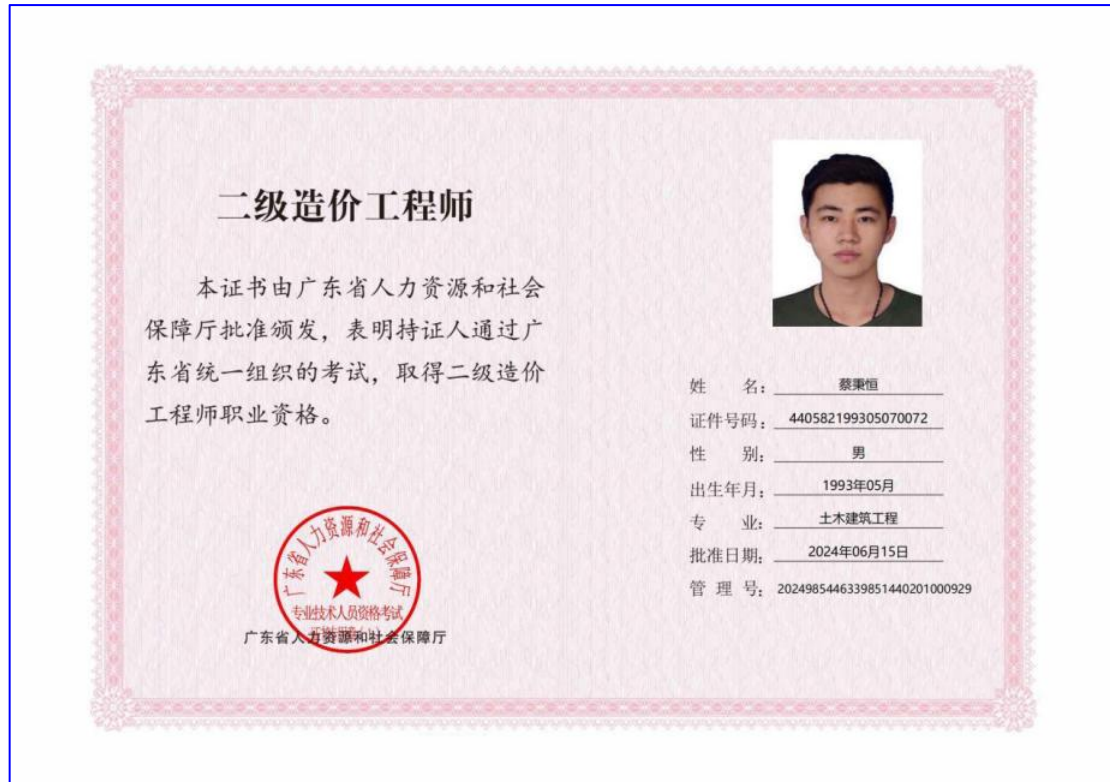 二级造价工程师
本证书由广东省人力资源和社会
保障厅批准颁发，表明持证人通过广
东省统一组织的考试，取得二级造价
工程师职业资格。
广东省人力资源和社会保障厅
专业技术人员资格考试
广东省人力资源和社会保障厅
姓 名：蔡秉恒
证件号码：440582199305070072
性 别：男
出生年月：1993年05月
专 业：土木建筑工程
批准日期：2024年06月15日
管 理 号：2024985446339851440201000929